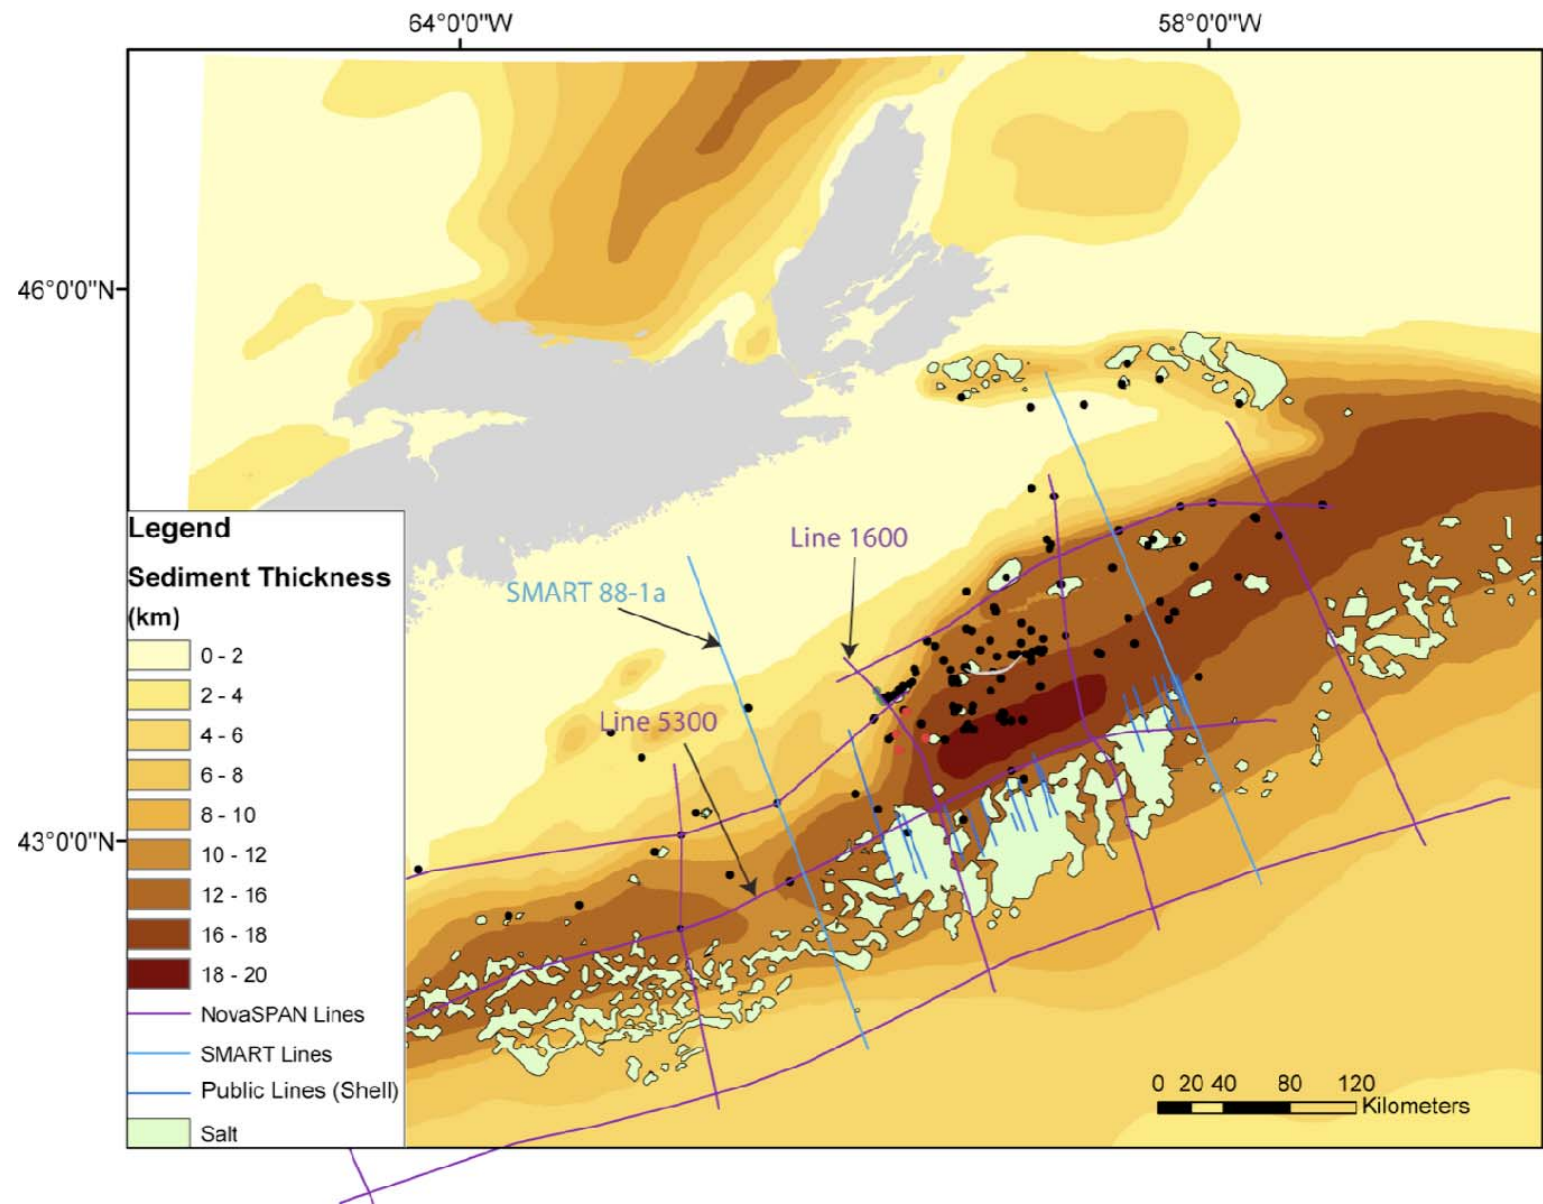 64°0'0"W
58°0'0"W
46°0'0"N
43°0'0"N
Line 1600
SMART 88-1a
Line 5300
Legend
Sediment Thickness
(km)
0 - 2
2 - 4
4 - 6
6 - 8
8 - 10
10 - 12
12 - 16
16 - 18
18 - 20
NovaSPAN Lines
SMART Lines
Public Lines (Shell)
Salt
0 20 40 80 120
Kilometers